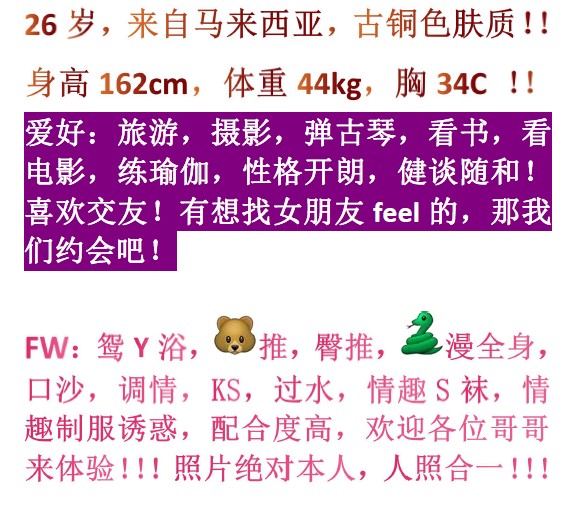 26 岁，来自马来西亚，古铜色肤质!!
身高 162cm，体重 44kg，胸 34C !!
爱好：旅游，摄影，弹古琴，看书，看
电影，练瑜伽，性格开朗，健谈随和！
喜欢交友！有想找女朋友 feel 的，那我
们约会吧！
FW：鸳 Y 浴，🐻推，臀推，🐍漫全身，
口沙，调情，KS，过水，情趣 S 袜，情
趣制服诱惑，配合度高，欢迎各位哥哥
来体验!!! 照片绝对本人，人照合一!!!